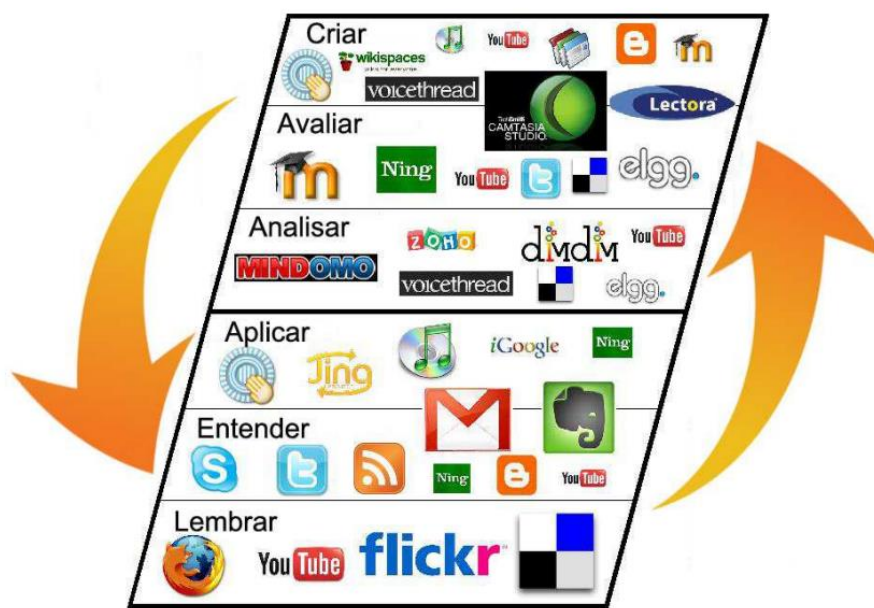 Criar
wikispaces
YouTube
voicethread
TechSmith
CAMTASIA
STUDIO
Lectora
Avaliar
m
Ning
YouTube
t
elgg.
Analisar
ZOHO
dimdim
YouTube
MINDOMO
voicethread
elgg.
Aplicar
Jing
iGoogle
Ning
Entender
S
t
Ning
YouTube
Lembrar
YouTube
flickr